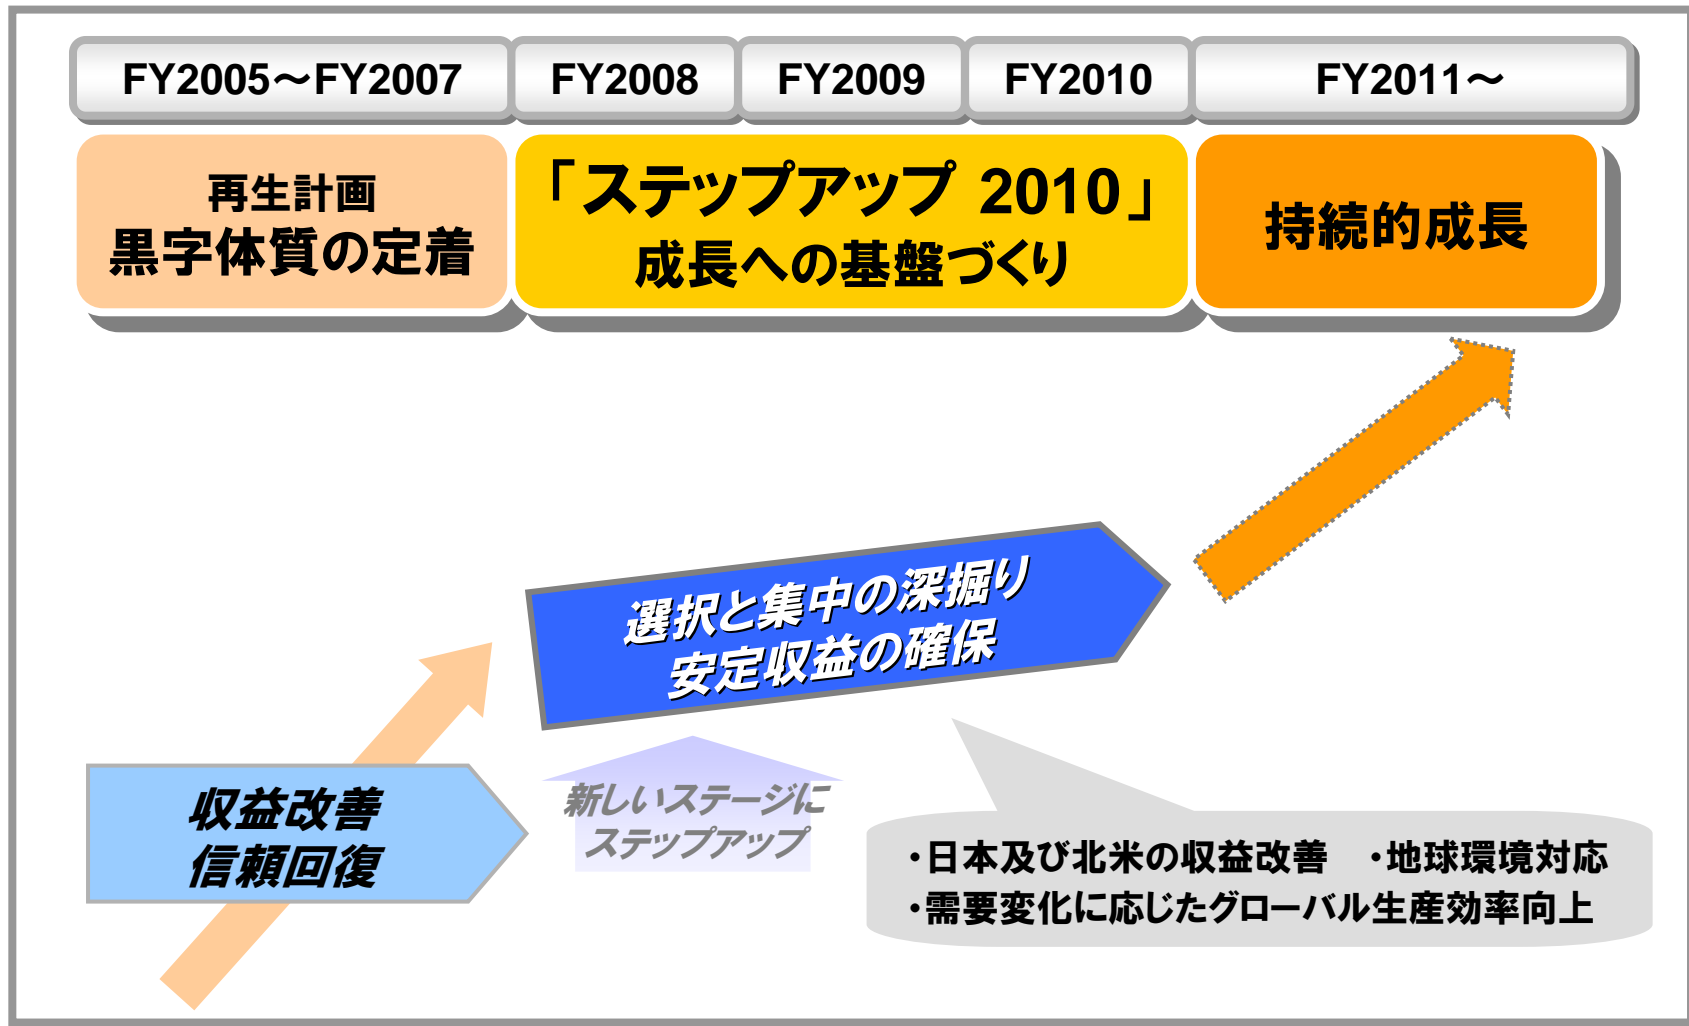 FY2005～FY2007
FY2008
FY2009
FY2010
FY2011～
再生計画
黒字体質の定着
「ステップアップ 2010」
成長への基盤づくり
持続的成長
選択と集中の深掘り
安定収益の確保
収益改善
信頼回復
新しいステージに
ステップアップ
・日本及び北米の収益改善　・地球環境対応
・需要変化に応じたグローバル生産効率向上